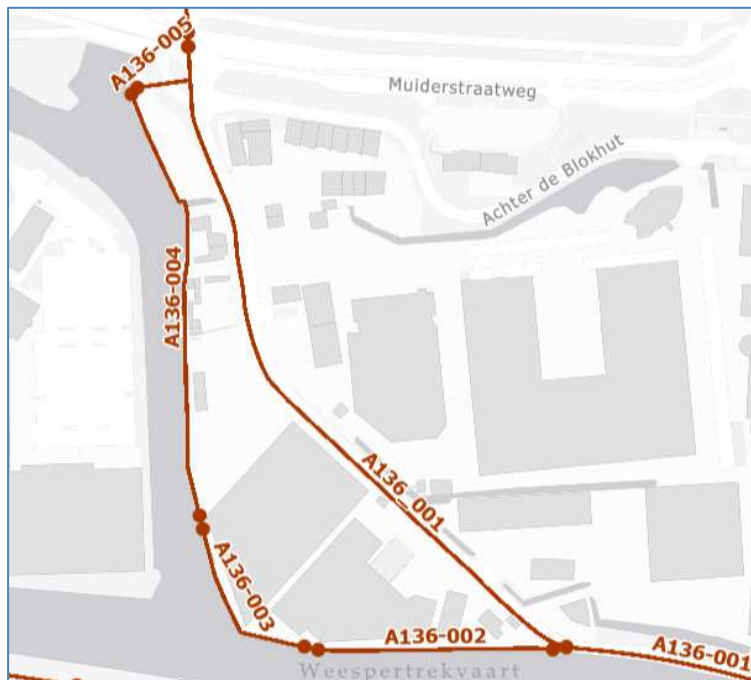 A136-005
Muiderstraatweg
Achter de Blokhut
A136-004
A136_001
A136-003
A136-002
A136-001
Weespertrekvaart